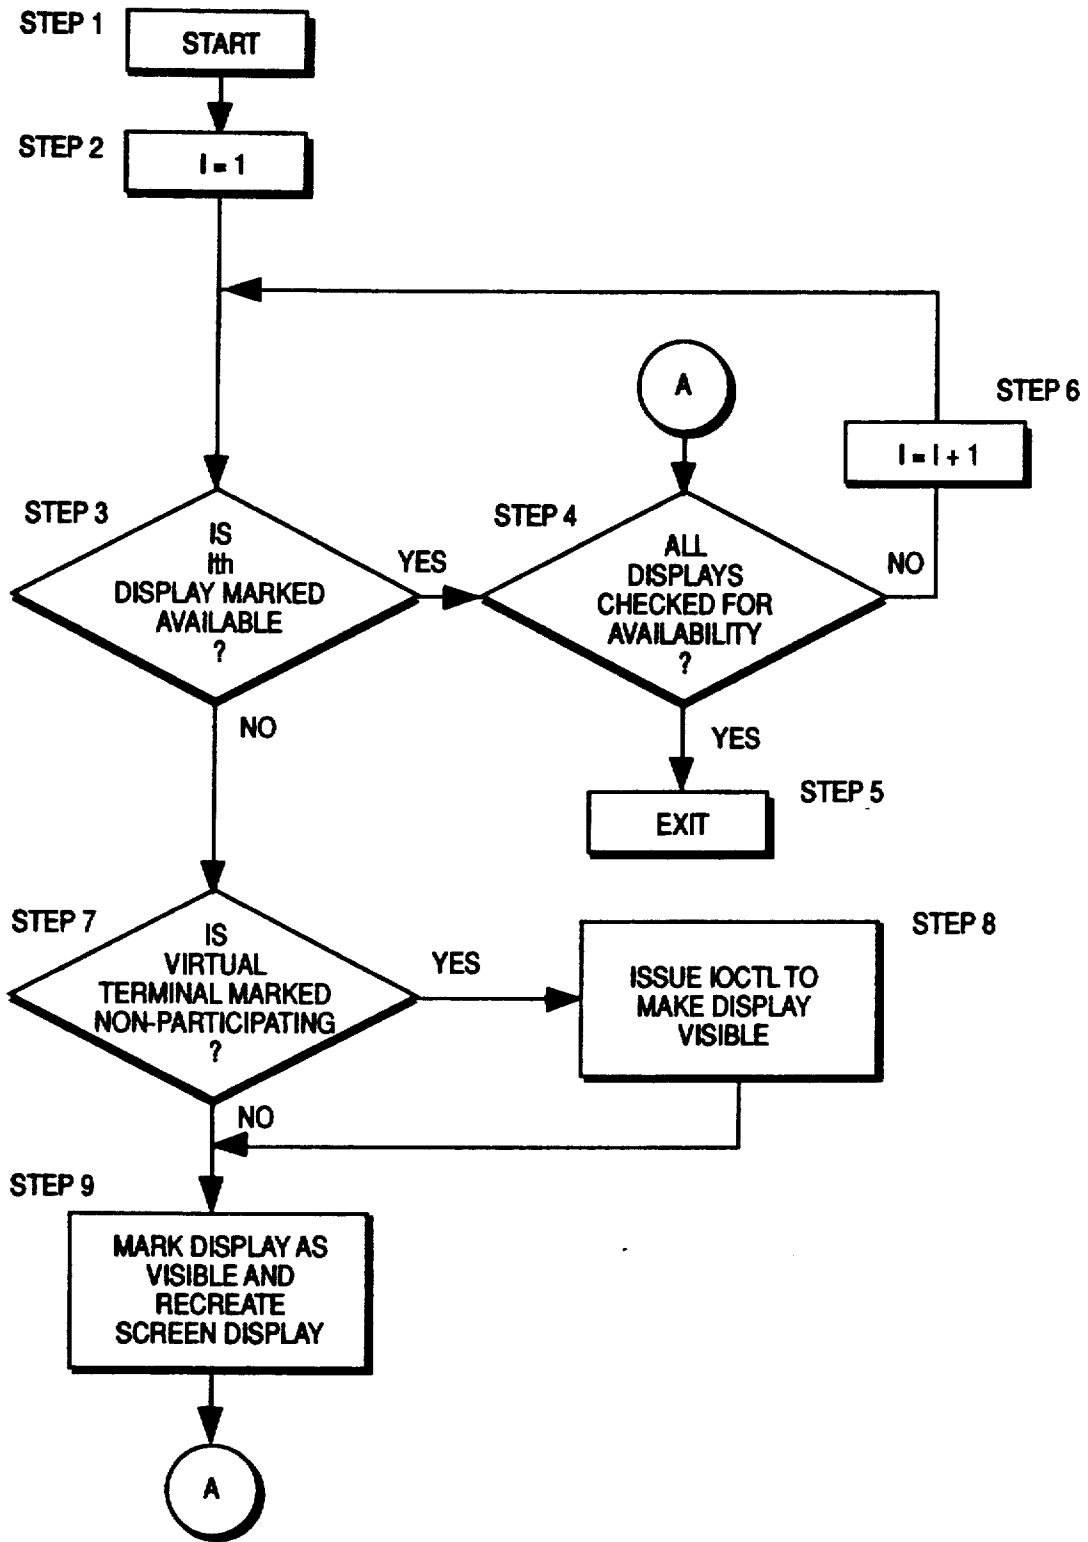 STEP 1
START
STEP 2
I = 1
A
STEP 6
I = I + 1
STEP 3
IS
Ith
DISPLAY MARKED
AVAILABLE
?
YES
NO
STEP 4
ALL
DISPLAYS
CHECKED FOR
AVAILABILITY
?
NO
YES
STEP 5
EXIT
STEP 7
IS
VIRTUAL
TERMINAL MARKED
NON-PARTICIPATING
?
YES
NO
STEP 8
ISSUE IOCTL TO
MAKE DISPLAY
VISIBLE
STEP 9
MARK DISPLAY AS
VISIBLE AND
RECREATE
SCREEN DISPLAY
A